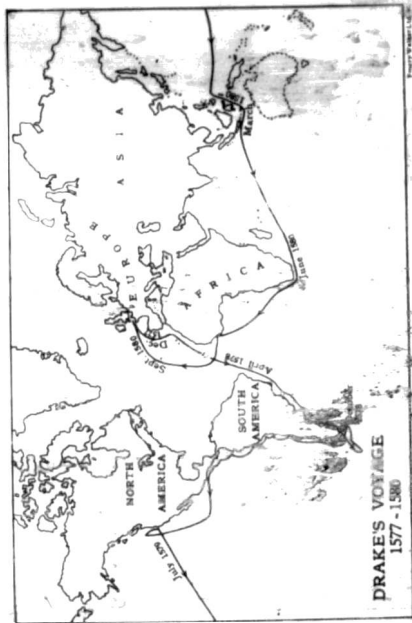 NORTH
AMERICA
SOUTH
AMERICA
EUROPE
ASIA
AFRICA
July 1579
April 1578
Sept 1580
Dec.
June 1580
March
DRAKE'S VOYAGE
1577 - 1580